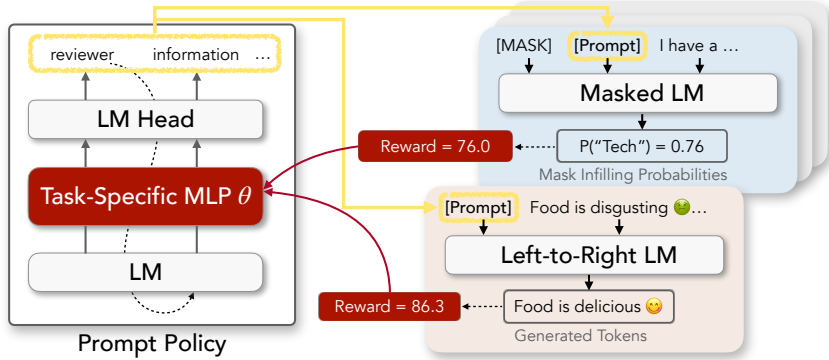 reviewer information ...
LM Head
Task-Specific MLP θ
LM
Prompt Policy
[MASK] [Prompt] I have a ...
Masked LM
Reward = 76.0
P(“Tech”) = 0.76
Mask Infilling Probabilities
[Prompt] Food is disgusting 🤢...
Left-to-Right LM
Reward = 86.3
Food is delicious 😋
Generated Tokens